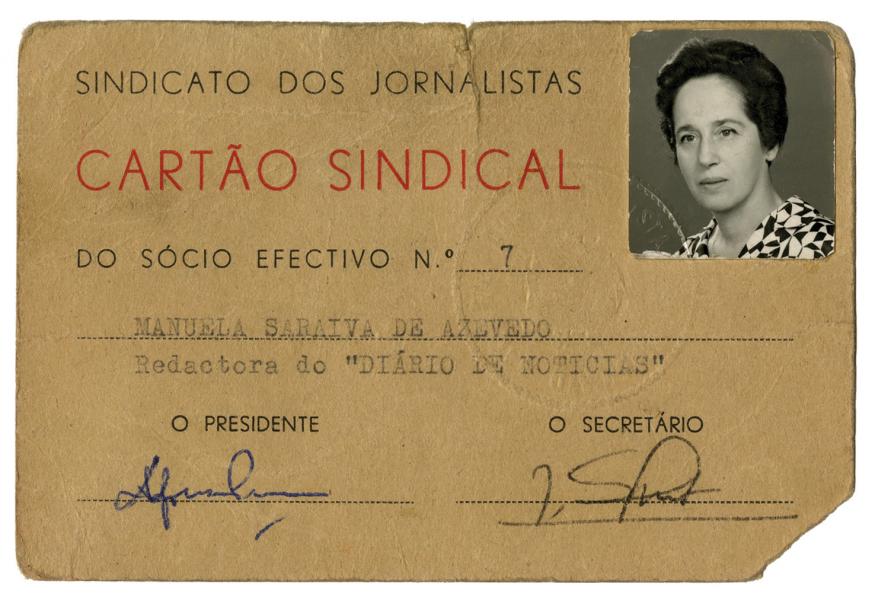 SINDICATO DOS JORNALISTAS
CARTÃO SINDICAL
DO SÓCIO EFECTIVO N.º 7
MANUELA SARAIVA DE AZEVEDO
Redactora do "DIÁRIO DE NOTICIAS"
O PRESIDENTE
O SECRETÁRIO